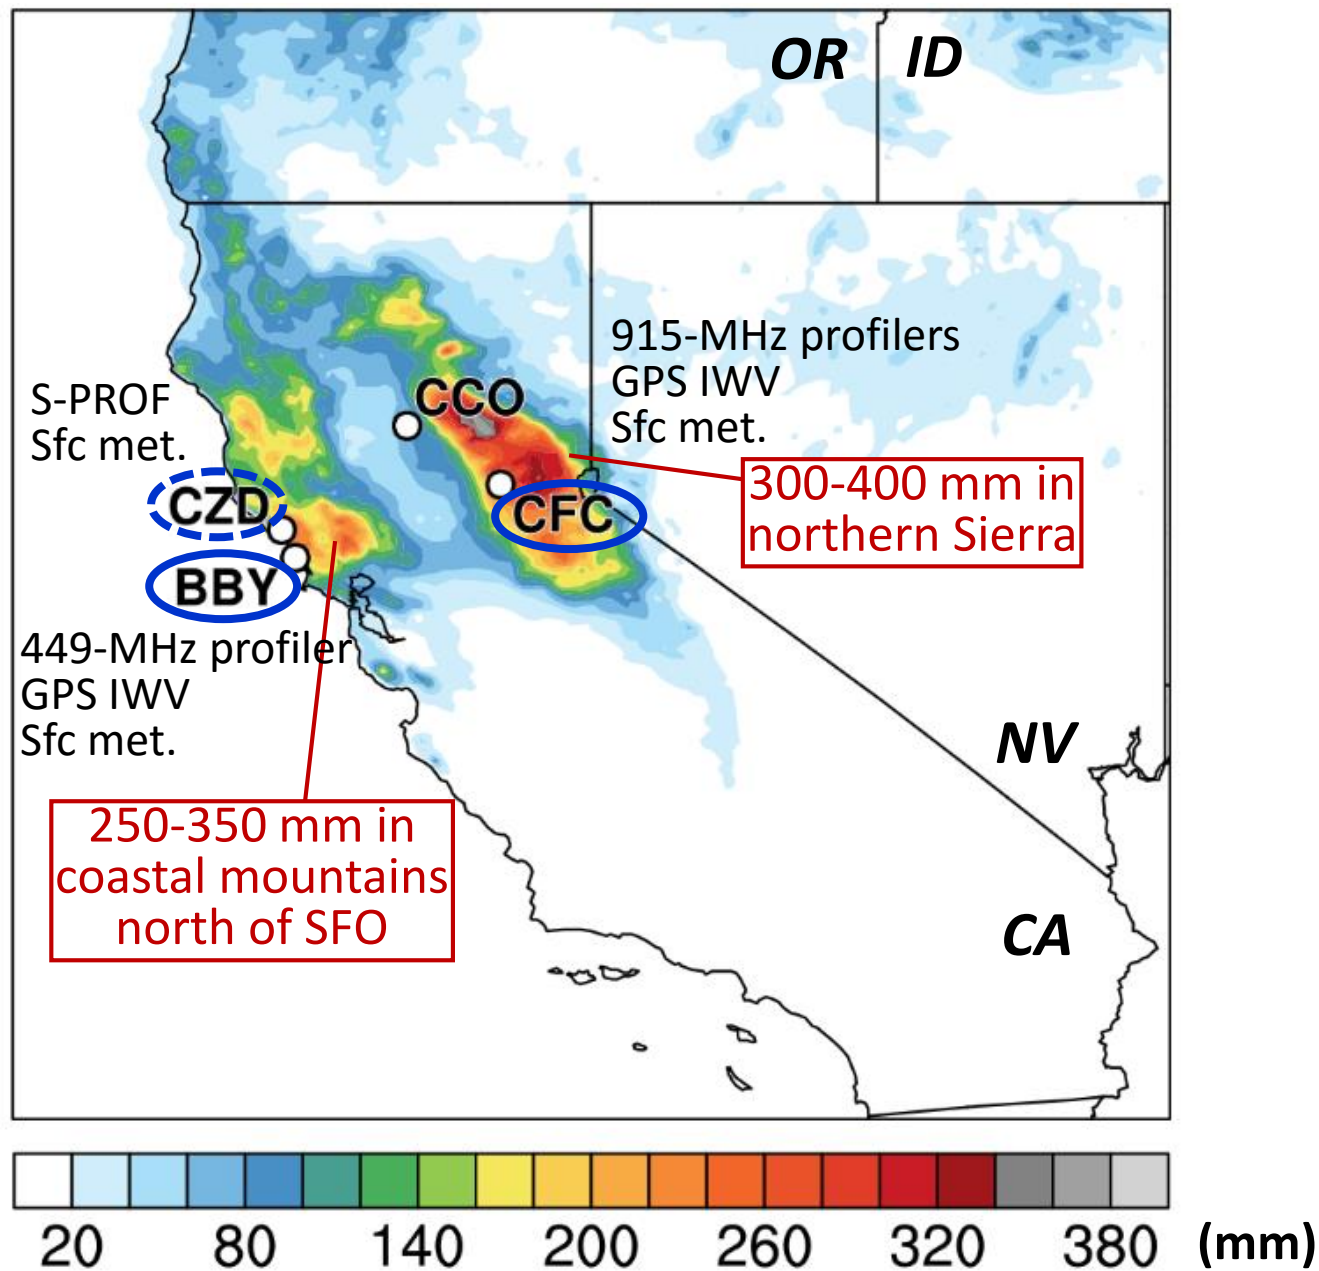 OR
ID
915-MHz profilers
GPS IWV
Sfc met.
S-PROF
Sfc met.
CCO
300-400 mm in
northern Sierra
CZD
CFC
BBY
449-MHz profiler
GPS IWV
Sfc met.
NV
250-350 mm in
coastal mountains
north of SFO
CA
20 80 140 200 260 320 380 (mm)